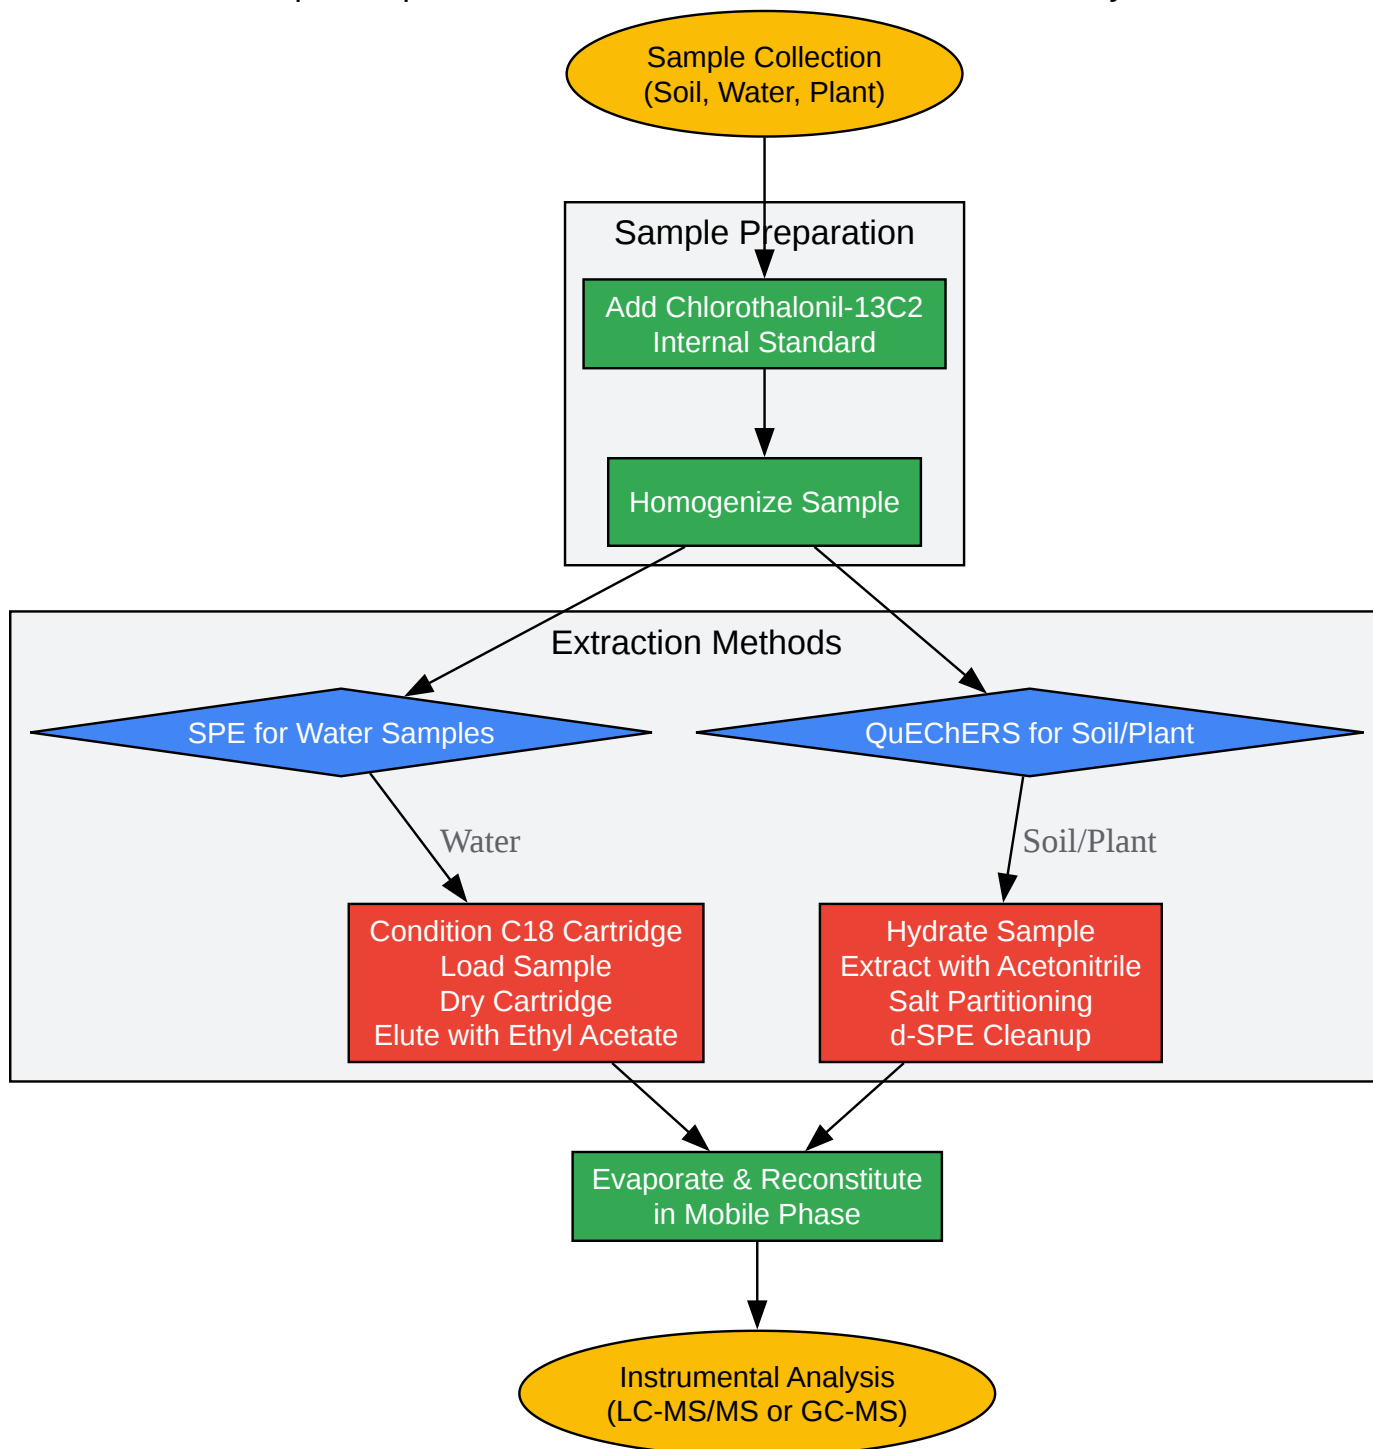 Sample Collection
(Soil, Water, Plant)
Sample Preparation
Add Chlorothalonil-13C2
Internal Standard
Homogenize Sample
Extraction Methods
SPE for Water Samples
QuEChERS for Soil/Plant
Water
Soil/Plant
Condition C18 Cartridge
Load Sample
Dry Cartridge
Elute with Ethyl Acetate
Hydrate Sample
Extract with Acetonitrile
Salt Partitioning
d-SPE Cleanup
Evaporate & Reconstitute
in Mobile Phase
Instrumental Analysis
(LC-MS/MS or GC-MS)